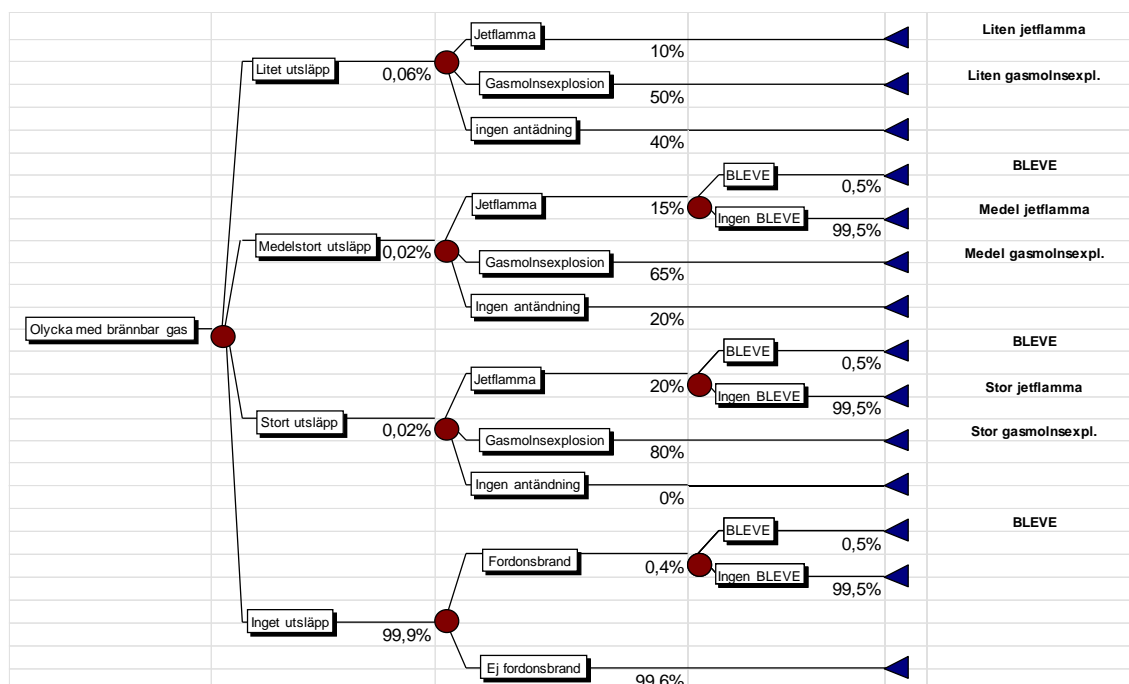 Jetflamma
Liten jetflamma
10%
Litet utsläpp
0,06%
Gasmolnsexplosion
Liten gasmolnsexpl.
50%
ingen antädning
40%
BLEVE
BLEVE
0,5%
Jetflamma
15%
Ingen BLEVE
Medel jetflamma
99,5%
Medelstort utsläpp
0,02%
Gasmolnsexplosion
Medel gasmolnsexpl.
65%
Ingen antändning
20%
Olycka med brännbar gas
BLEVE
BLEVE
0,5%
Jetflamma
20%
Ingen BLEVE
Stor jetflamma
99,5%
Stort utsläpp
0,02%
Gasmolnsexplosion
Stor gasmolnsexpl.
80%
Ingen antändning
0%
BLEVE
BLEVE
0,5%
Fordonsbrand
0,4%
Ingen BLEVE
99,5%
Inget utsläpp
99,9%
Ej fordonsbrand
99,6%